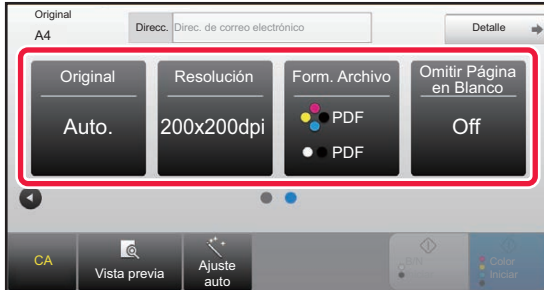 Original
A4
Direcc. Direc. de correo electrónico
Detalle
Original
Auto.
Resolución
200x200dpi
Form. Archivo
PDF
PDF
Omitir Página
en Blanco
Off
CA
Vista previa
Ajuste
auto
B/N
Iniciar
Color
Iniciar